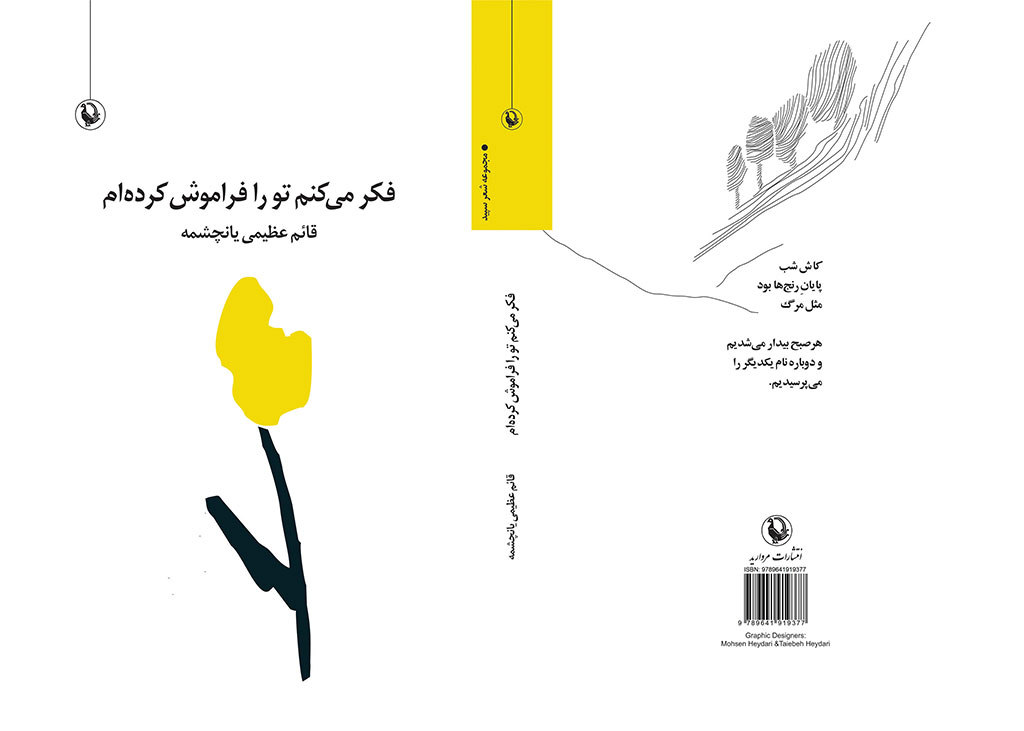 فکر می‌کنم تو را فراموش کرده‌ام
قائم عظیمی یانچشمه
مجموعه شعر سپید
فکر می‌کنم تو را فراموش کرده‌ام
قائم عظیمی یانچشمه
کاش شب
پایانِ رنج‌ها بود
مثل مرگ
هر صبح بیدار می‌شدیم
و دوباره نام یکدیگر را
می‌پرسیدیم.
انتشارات مروارید
ISBN: 9789641919377
9 789641 919377
Graphic Designers:
Mohsen Heydari &Taiebeh Heydari